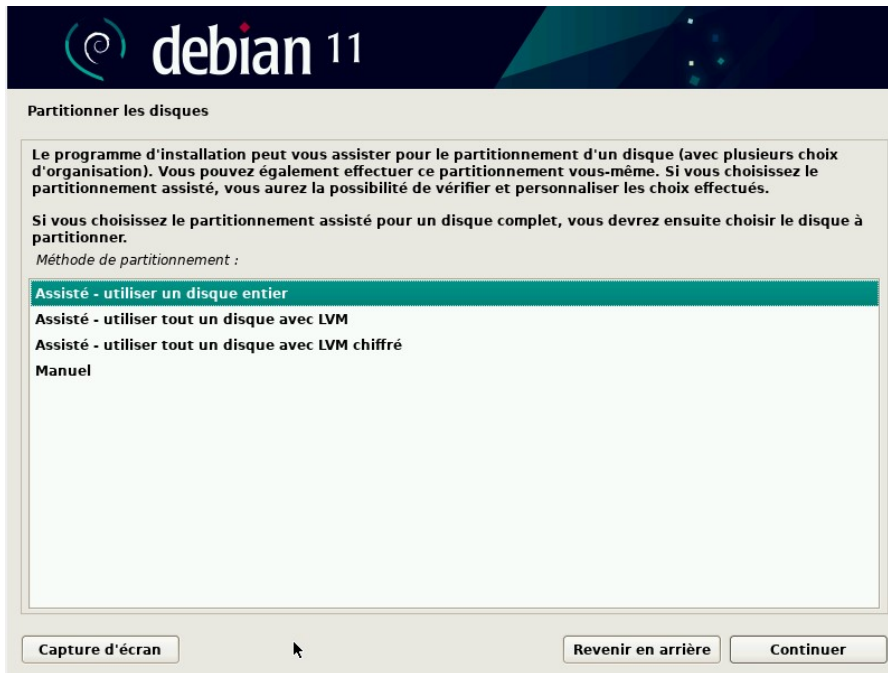 debian 11
Partitionner les disques
Le programme d'installation peut vous assister pour le partitionnement d'un disque (avec plusieurs choix
d'organisation). Vous pouvez également effectuer ce partitionnement vous-même. Si vous choisissez le
partitionnement assisté, vous aurez la possibilité de vérifier et personnaliser les choix effectués.
Si vous choisissez le partitionnement assisté pour un disque complet, vous devrez ensuite choisir le disque à
partitionner.
Méthode de partitionnement :
Assisté - utiliser un disque entier
Assisté - utiliser tout un disque avec LVM
Assisté - utiliser tout un disque avec LVM chiffré
Manuel
Capture d'écran
Revenir en arrière
Continuer